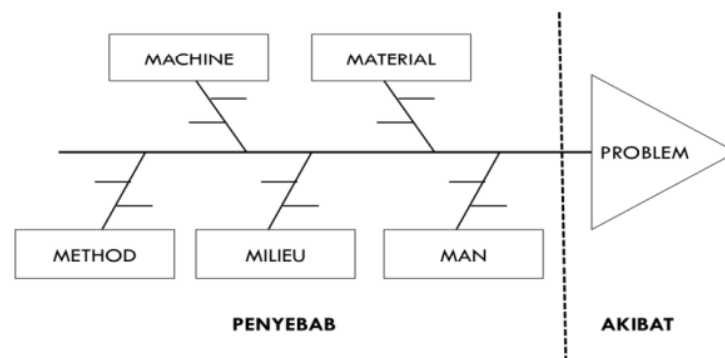 MACHINE
MATERIAL
PROBLEM
METHOD
MILIEU
MAN
PENYEBAB
AKIBAT